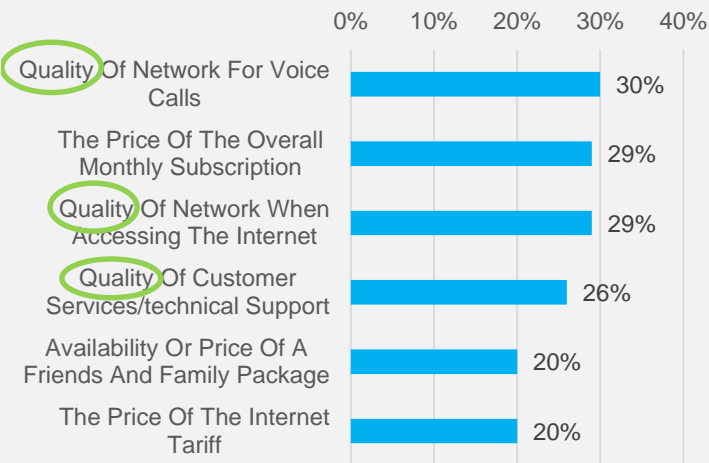 0% 10% 20% 30% 40%
Quality Of Network For Voice
Calls
30%
The Price Of The Overall
Monthly Subscription
29%
Quality Of Network When
Accessing The Internet
29%
Quality Of Customer
Services/technical Support
26%
Availability Or Price Of A
Friends And Family Package
20%
The Price Of The Internet
Tariff
20%